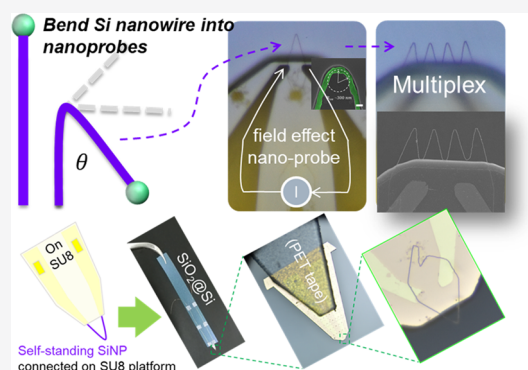 Bend Si nanowire into
nanoprobes
θ
field effect
nano-probe
I
Multiplex
On
SU8
SiO2@Si
(PET tape)
Self-standing SiNP
connected on SU8 platform